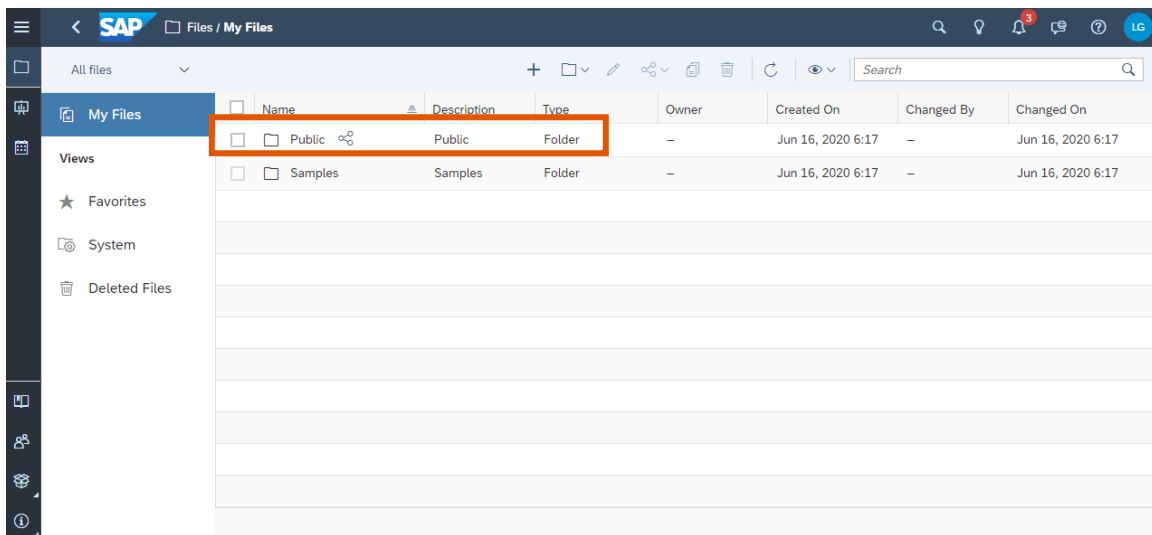 SAP Files / My Files 3 LG
All files Search
My Files
Name Description Type Owner Created On Changed By Changed On
Public Public Folder – Jun 16, 2020 6:17 – Jun 16, 2020 6:17
Views
Samples Samples Folder – Jun 16, 2020 6:17 – Jun 16, 2020 6:17
Favorites
System
Deleted Files